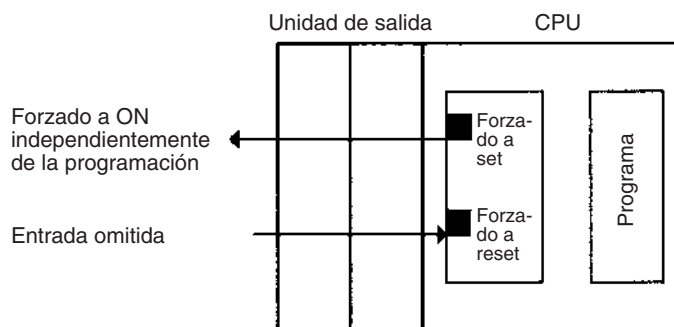 Unidad de salida
CPU
Forzado a ON
independientemente
de la programación
Forza-
do a
set
Programa
Entrada omitida
Forza-
do a
reset